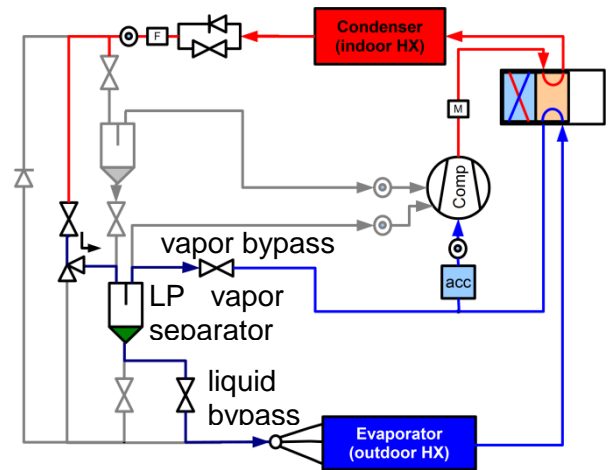 Condenser
(indoor HX)
F
M
Comp
vapor bypass
LP vapor
separator
acc
liquid
bypass
Evaporator
(outdoor HX)